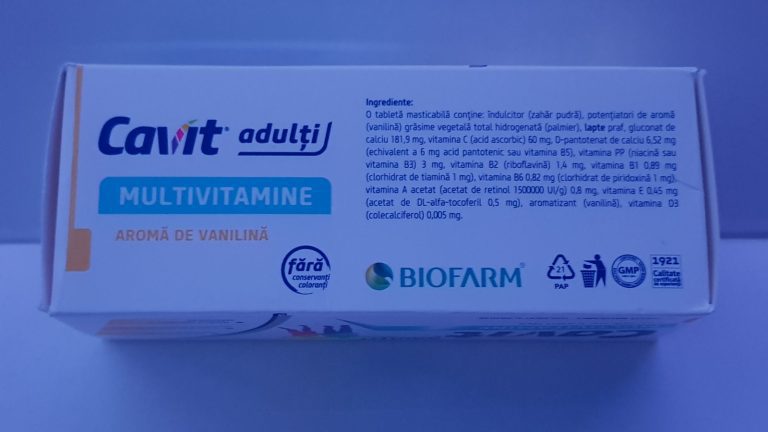 Cavit® adulți
MULTIVITAMINE
AROMĂ DE VANILINĂ
fără
conservanți
coloranți
Ingrediente:
O tabletă masticabilă conține: îndulcitor (zahăr pudră), potențiatori de aromă
(vanilină) grăsime vegetală total hidrogenată (palmier), lapte praf, gluconat de
calciu 181,9 mg, vitamina C (acid ascorbic) 60 mg, D-pantotenat de calciu 6,52 mg
(echivalent a 6 mg acid pantotenic sau vitamina B5), vitamina PP (niacină sau
vitamina B3) 3 mg, vitamina B2 (riboflavină) 1,4 mg, vitamina B1 0,89 mg
(clorhidrat de tiamină 1 mg), vitamina B6 0,82 mg (clorhidrat de piridoxină 1 mg),
vitamina A acetat (acetat de retinol 1500000 UI/g) 0,8 mg, vitamina E 0,45 mg
(acetat de DL-alfa-tocoferil 0,5 mg), aromatizant (vanilină), vitamina D3
(colecalciferol) 0,005 mg.
BIOFARM®
21
PAP
GMP
1921
Calitate
certificată
de experiență